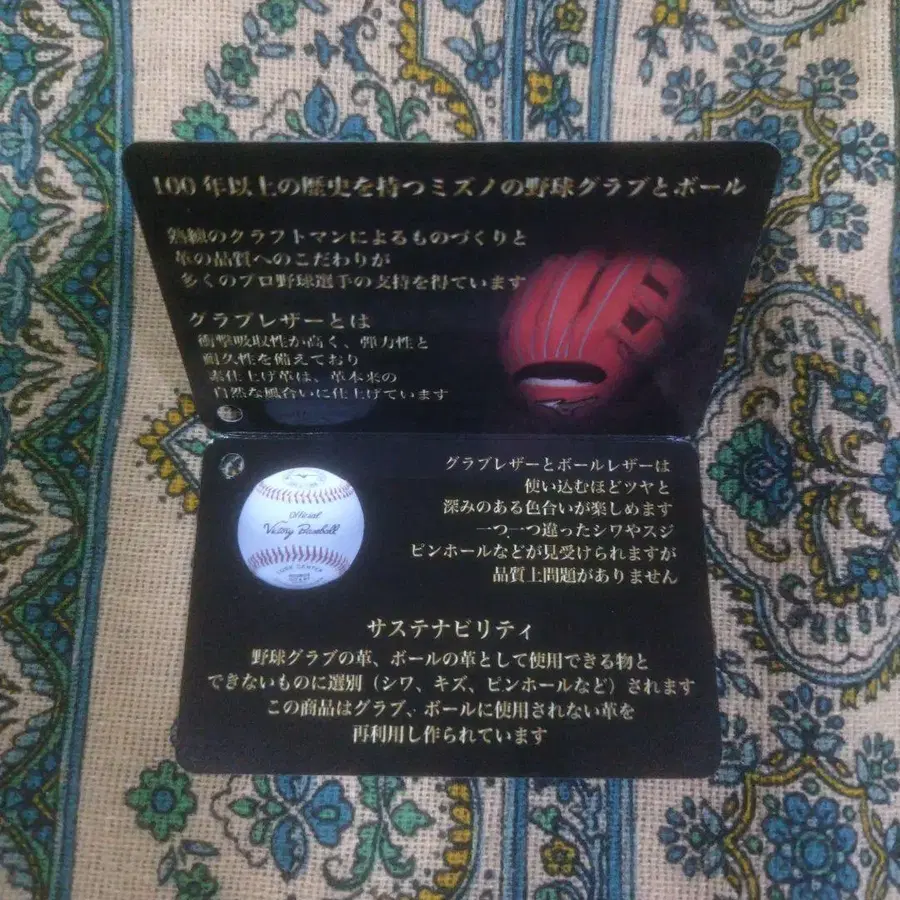 100年以上の歴史を持つミズノの野球グラブとボール
熟練のクラフトマンによるものづくりと
革の品質へのこだわりが
多くのプロ野球選手の支持を得ています
グラブレザーとは
衝撃吸収性が高く、弾力性と
耐久性を備えており
素仕上げ革は、革本来の
自然な風合いに仕上げています
グラブレザーとボールレザーは
使い込むほどツヤと
深みのある色合いが楽しめます
一つ一つ違ったシワやスジ
ピンホールなどが見受けられますが
品質上問題がありません
Official
Victory Baseball
CORK CENTER
サステナビリティ
野球グラブの革、ボールの革として使用できる物と
できないものに選別（シワ、キズ、ピンホールなど）されます
この商品はグラブ、ボールに使用されない革を
再利用し作られています